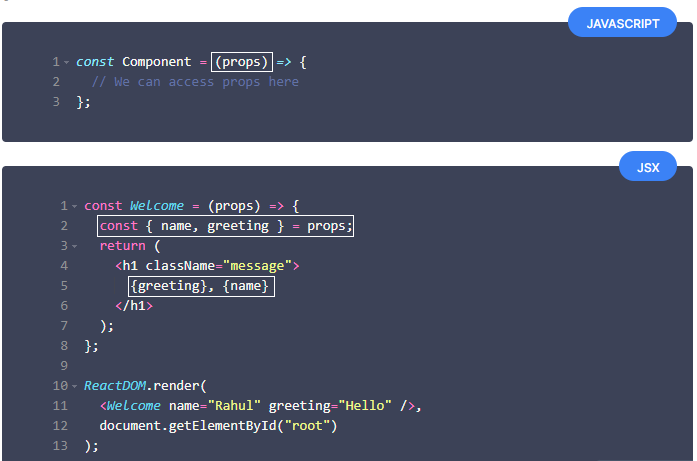 JAVASCRIPT
1 const Component = (props) => {
2 // We can access props here
3 };
JSX
1 const Welcome = (props) => {
2 const { name, greeting } = props;
3 return (
4 <h1 className="message">
5 {greeting}, {name}
6 </h1>
7 );
8 };
9
10 ReactDOM.render(
11 <Welcome name="Rahul" greeting="Hello" />,
12 document.getElementById("root")
13 );